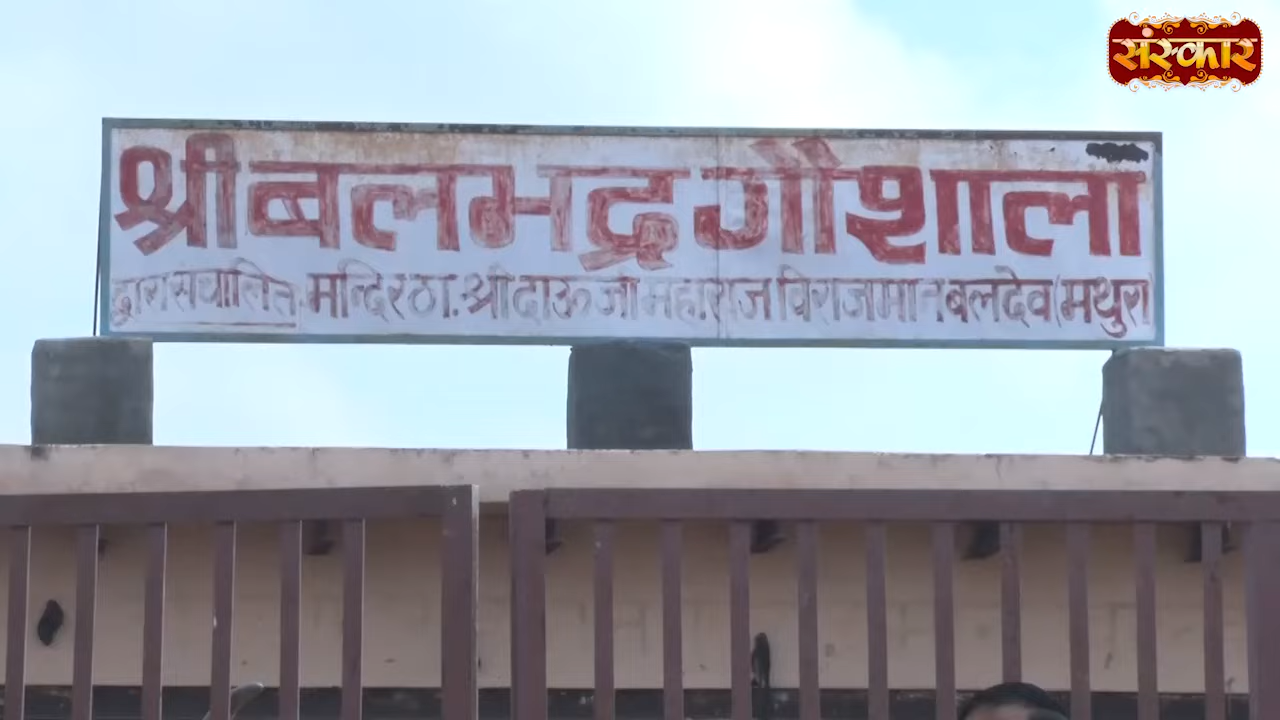 संस्कार
श्री बलभद्र गौशाला
द्वारा संचालित मन्दिर ठा. श्री दाऊ जी महाराज विराजमान बलदेव (मथुरा)